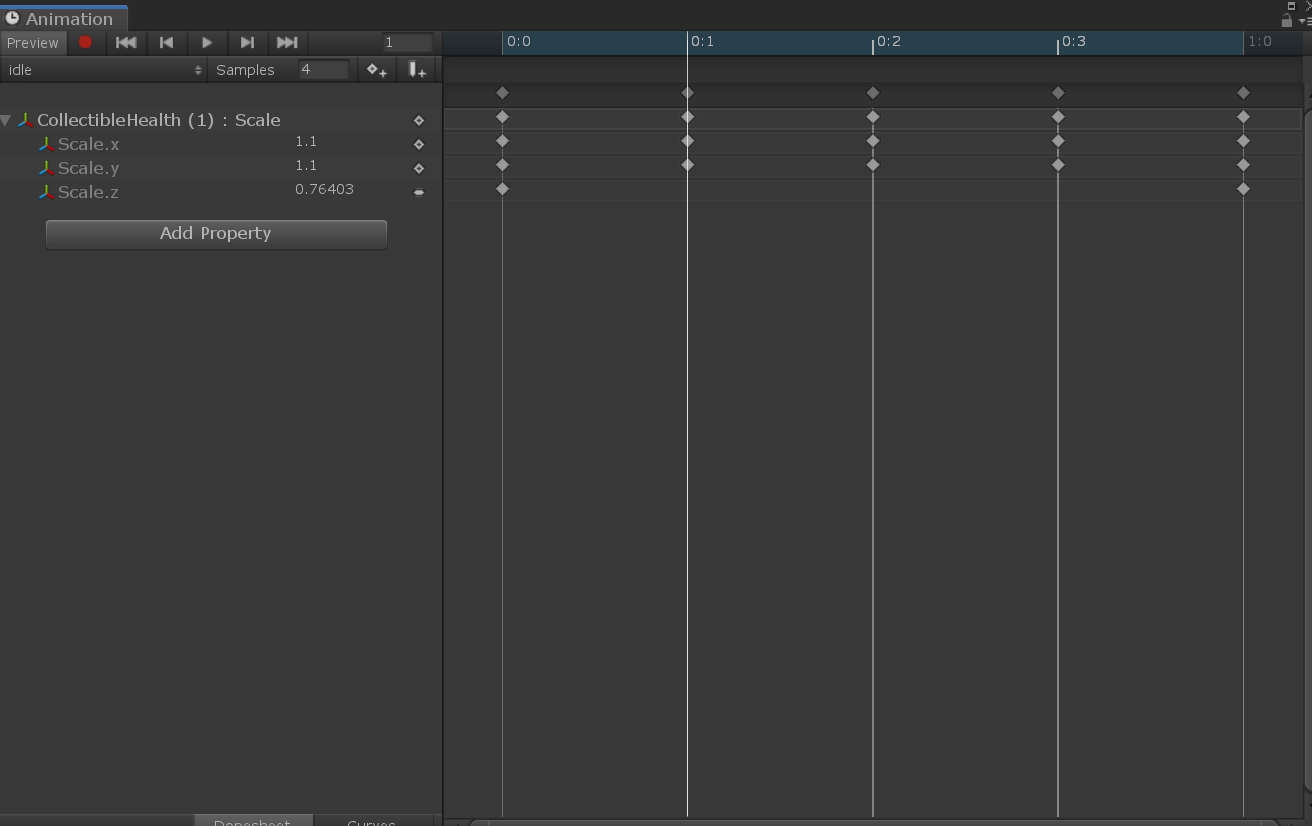 Animation
Preview 1 0:0 0:1 0:2 0:3 1:0
idle Samples 4
CollectibleHealth (1) : Scale
Scale.x 1.1
Scale.y 1.1
Scale.z 0.76403
Add Property
Dopesheet Curves